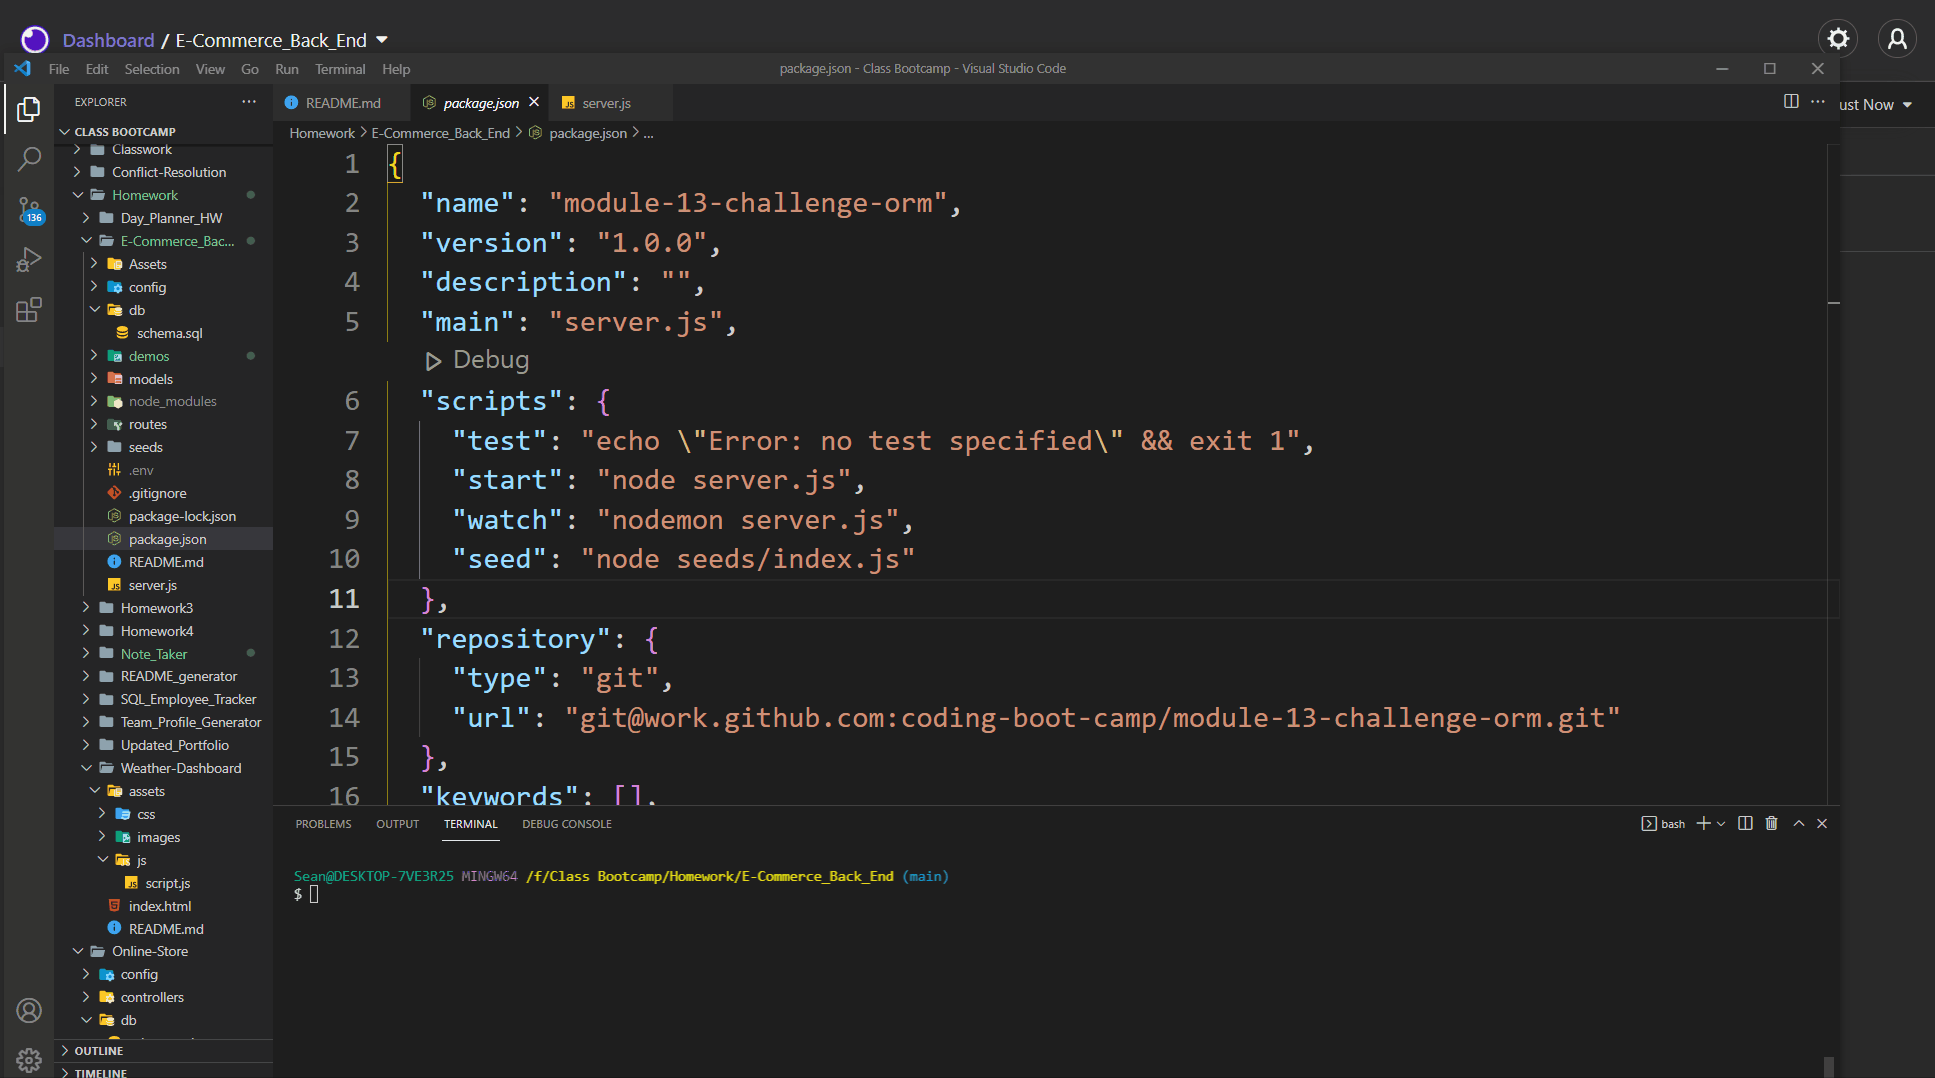 Dashboard / E-Commerce_Back_End
File Edit Selection View Go Run Terminal Help
package.json - Class Bootcamp - Visual Studio Code
ust Now
EXPLORER
CLASS BOOTCAMP
Classwork
Conflict-Resolution
Homework
Day_Planner_HW
E-Commerce_Bac...
Assets
config
db
schema.sql
demos
models
node_modules
routes
seeds
.env
.gitignore
package-lock.json
package.json
README.md
server.js
Homework3
Homework4
Note_Taker
README_generator
SQL_Employee_Tracker
Team_Profile_Generator
Updated_Portfolio
Weather-Dashboard
assets
css
images
js
script.js
index.html
README.md
Online-Store
config
controllers
db
OUTLINE
TIMELINE
136
README.md package.json server.js
Homework > E-Commerce_Back_End > package.json > ...
1 {
2 "name": "module-13-challenge-orm",
3 "version": "1.0.0",
4 "description": "",
5 "main": "server.js",
Debug
6 "scripts": {
7 "test": "echo \"Error: no test specified\" && exit 1",
8 "start": "node server.js",
9 "watch": "nodemon server.js",
10 "seed": "node seeds/index.js"
11 },
12 "repository": {
13 "type": "git",
14 "url": "git@work.github.com:coding-boot-camp/module-13-challenge-orm.git"
15 },
16 "keywords": [],
PROBLEMS OUTPUT TERMINAL DEBUG CONSOLE
bash
Sean@DESKTOP-7VE3R25 MINGW64 /f/Class Bootcamp/Homework/E-Commerce_Back_End (main)
$